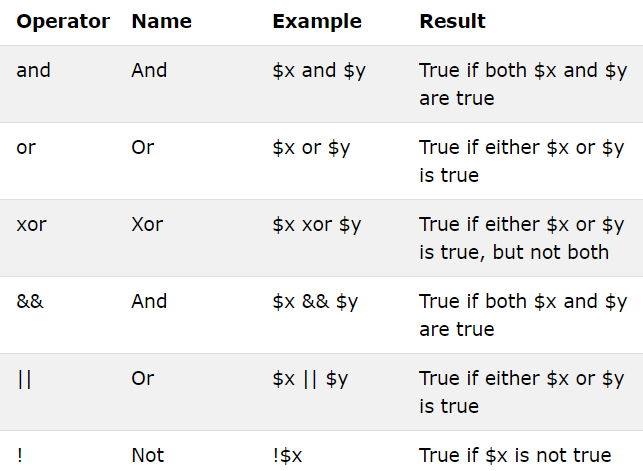 Operator Name Example Result
and And $x and $y True if both $x and $y
are true
or Or $x or $y True if either $x or $y
is true
xor Xor $x xor $y True if either $x or $y
is true, but not both
&& And $x && $y True if both $x and $y
are true
|| Or $x || $y True if either $x or $y
is true
! Not !$x True if $x is not true